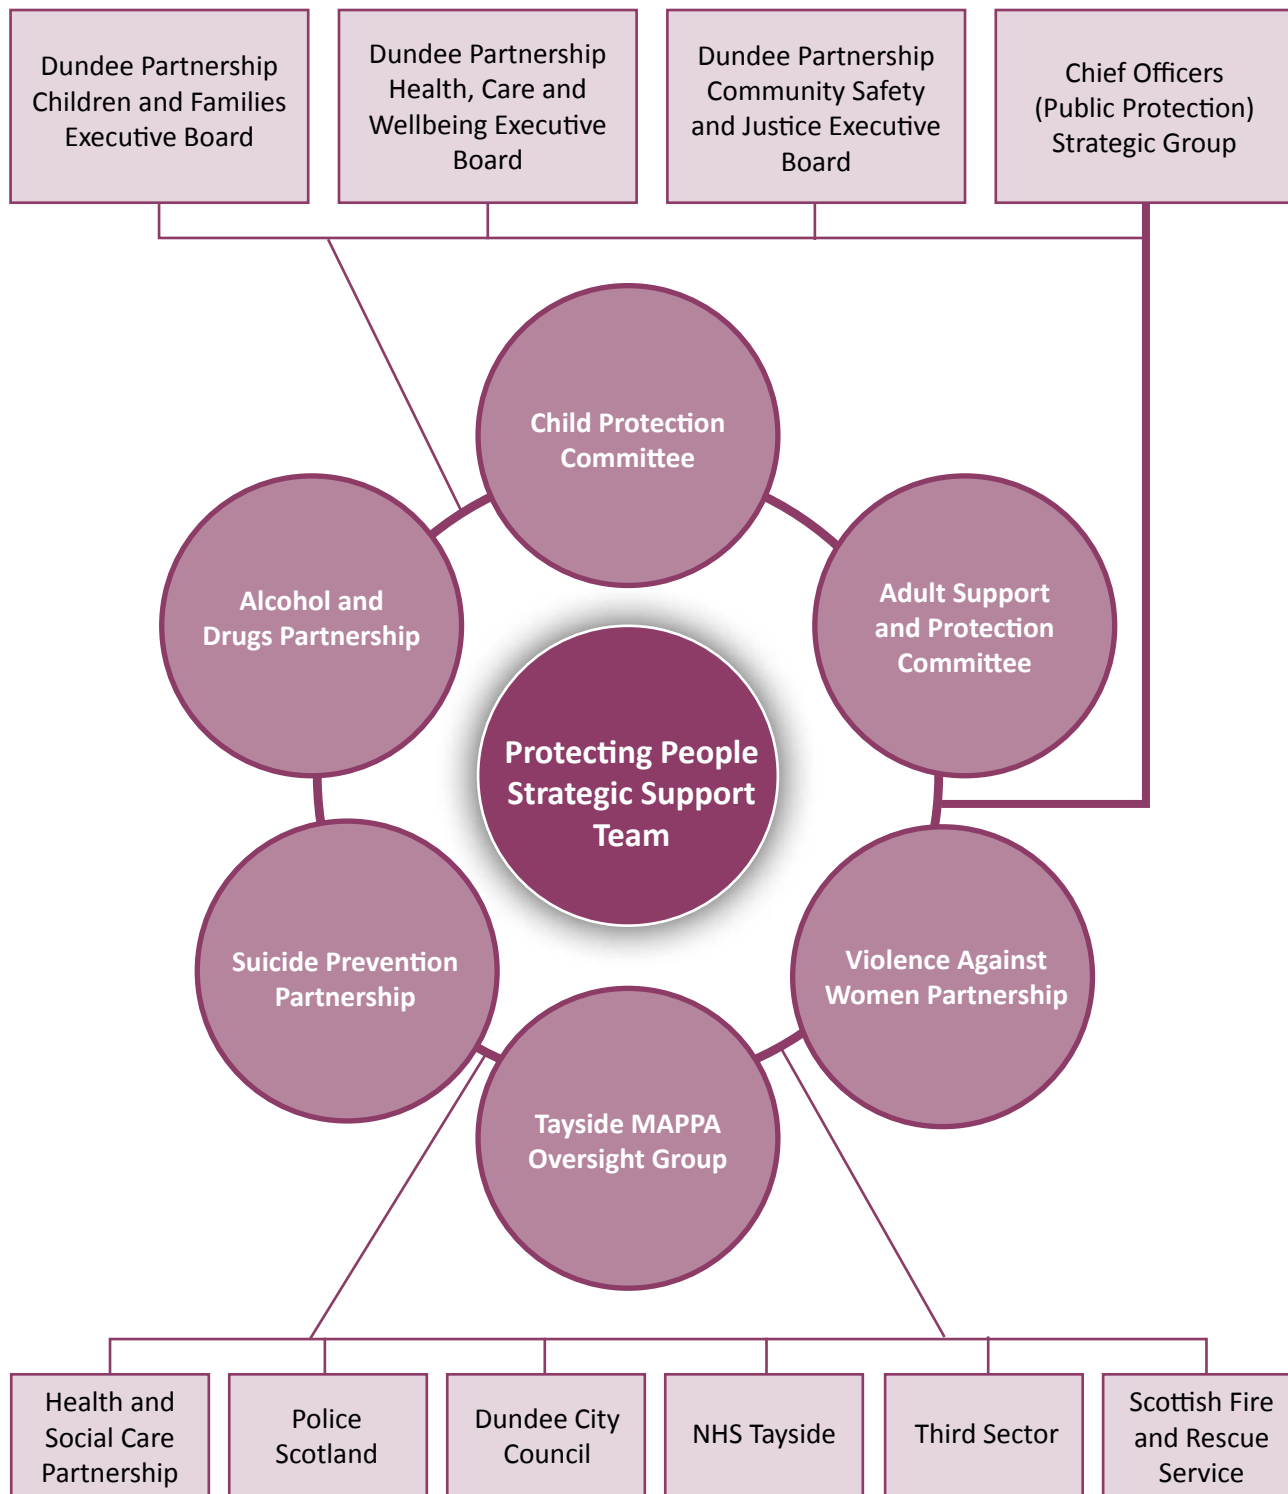 Dundee Partnership
Children and Families
Executive Board
Dundee Partnership
Health, Care and
Wellbeing Executive
Board
Dundee Partnership
Community Safety
and Justice Executive
Board
Chief Officers
(Public Protection)
Strategic Group
Child Protection
Committee
Alcohol and
Drugs Partnership
Adult Support
and Protection
Committee
Protecting People
Strategic Support
Team
Suicide Prevention
Partnership
Violence Against
Women Partnership
Tayside MAPPA
Oversight Group
Health and
Social Care
Partnership
Police
Scotland
Dundee City
Council
NHS Tayside
Third Sector
Scottish Fire
and Rescue
Service